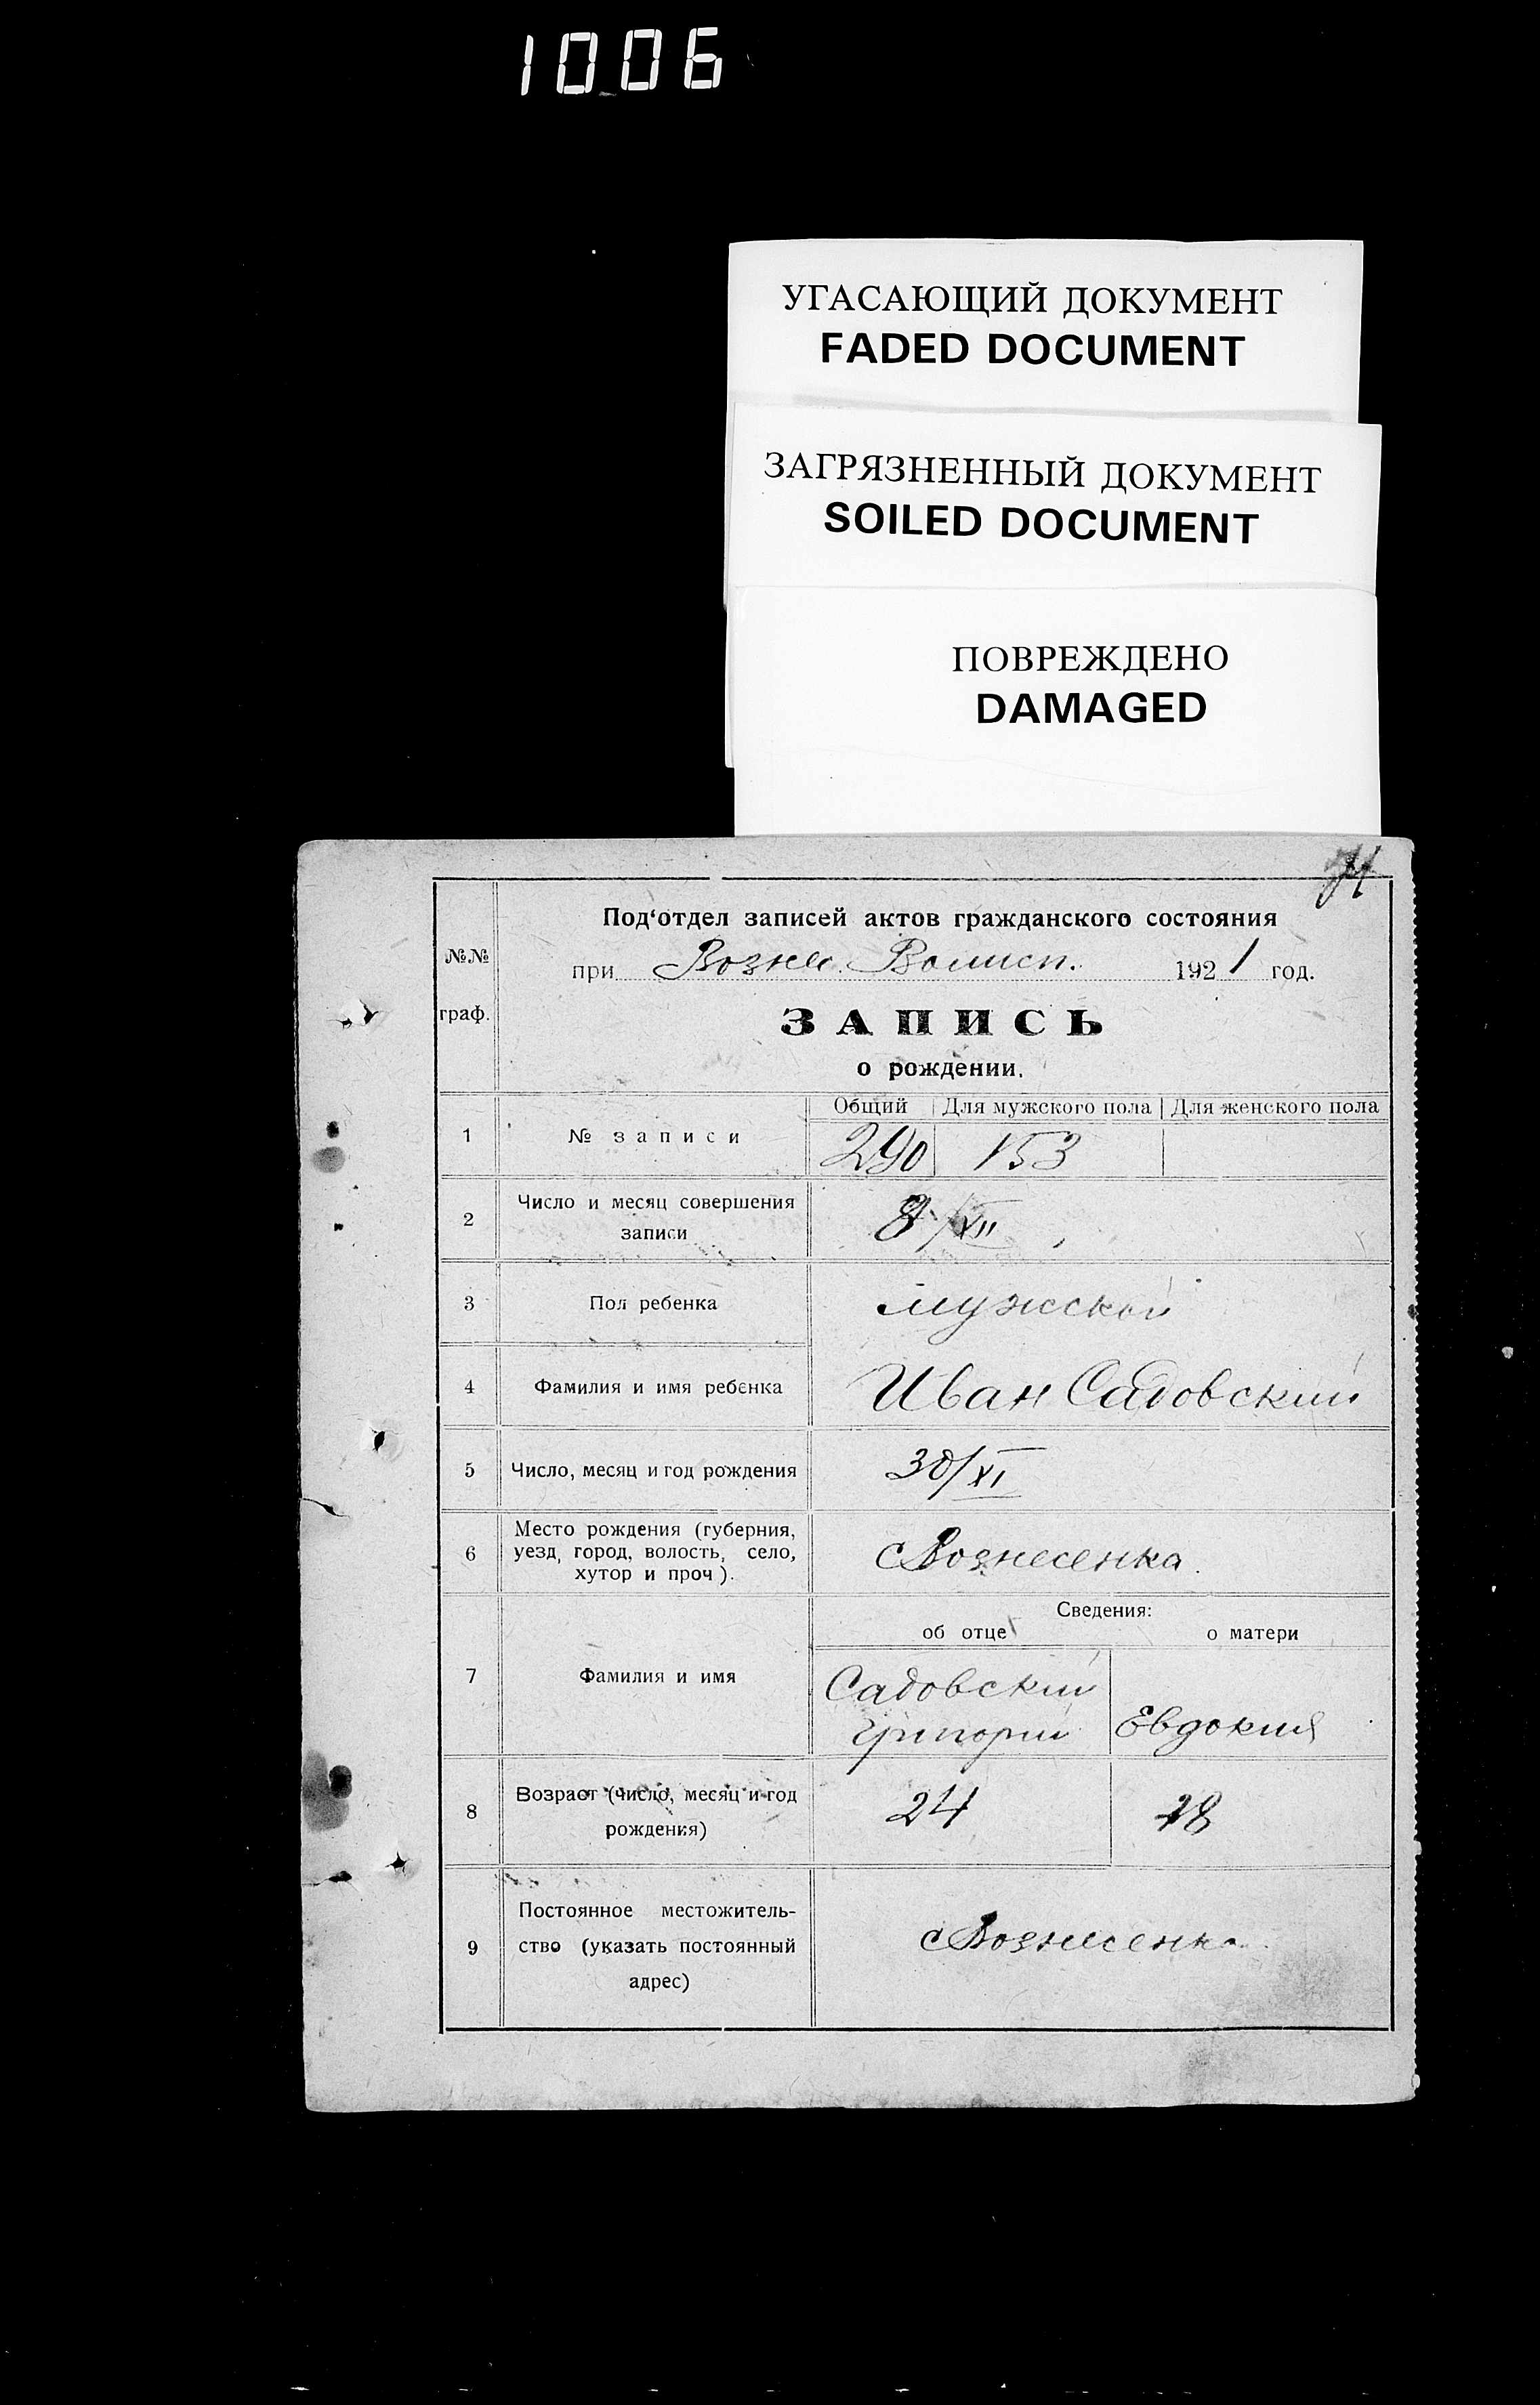 1006
УГАСАЮЩИЙ ДОКУМЕНТ
FADED DOCUMENT
ЗАГРЯЗНЕННЫЙ ДОКУМЕНТ
SOILED DOCUMENT
ПОВРЕЖДЕНО
DAMAGED
№№ граф.
Под‘отдел записей актов гражданского состояния
при Возне. 1921 год.
ЗАПИСЬ
о рождении.
Общий Для мужского пола Для женского пола
1 № записи 290 153
2 Число и месяц совершения
записи 8/XII
3 Пол ребенка мужской
4 Фамилия и имя ребенка Иван Садовский
5 Число, месяц и год рождения 30/XI
Место рождения (губерния,
6 уезд, город, волость, село, с Вознесенка.
хутор и проч).
Сведения:
об отце о матери
7 Фамилия и имя
Садовский
Григорий Евдокия
8 Возраст (число, месяц и год
рождения) 24 28
Постоянное местожитель-
9 ство (указать постоянный с Вознесенка
адрес)